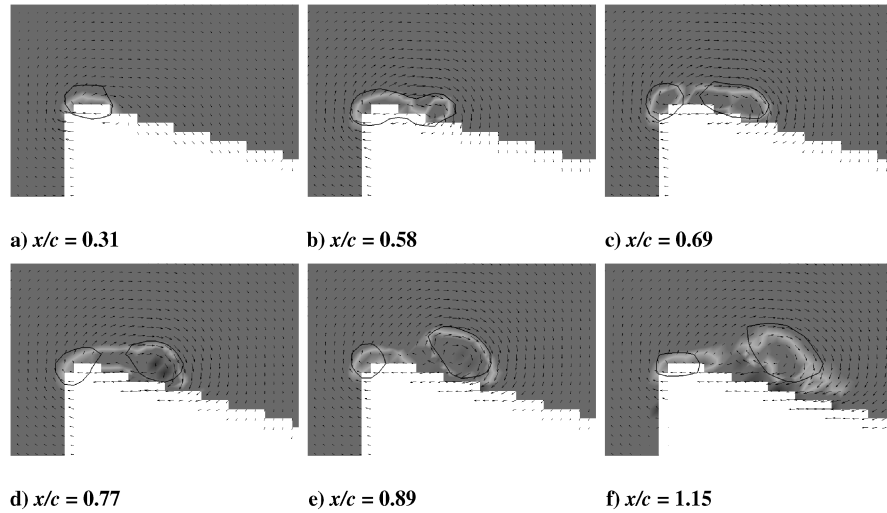 a) x/c = 0.31
b) x/c = 0.58
c) x/c = 0.69
d) x/c = 0.77
e) x/c = 0.89
f) x/c = 1.15